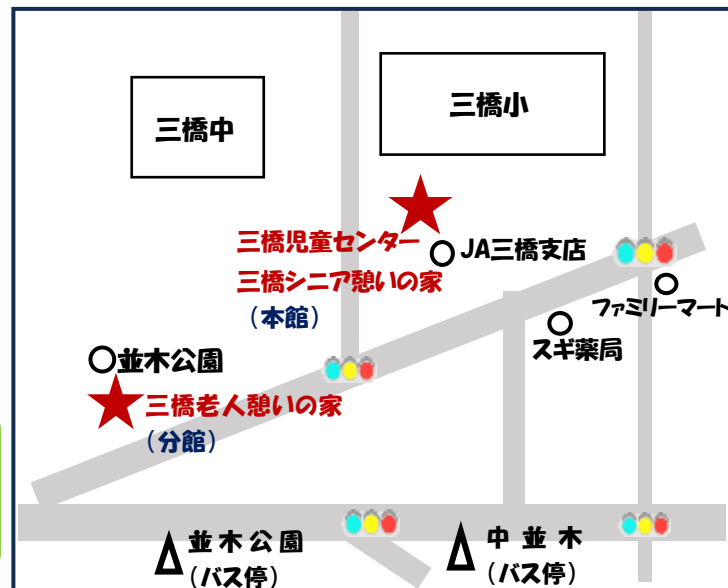 三橋中
三橋小
三橋児童センター
三橋シニア憩いの家
（本館）
JA三橋支店
ファミリーマート
スギ薬局
並木公園
三橋老人憩いの家
（分館）
並木公園
（バス停）
中並木
（バス停）